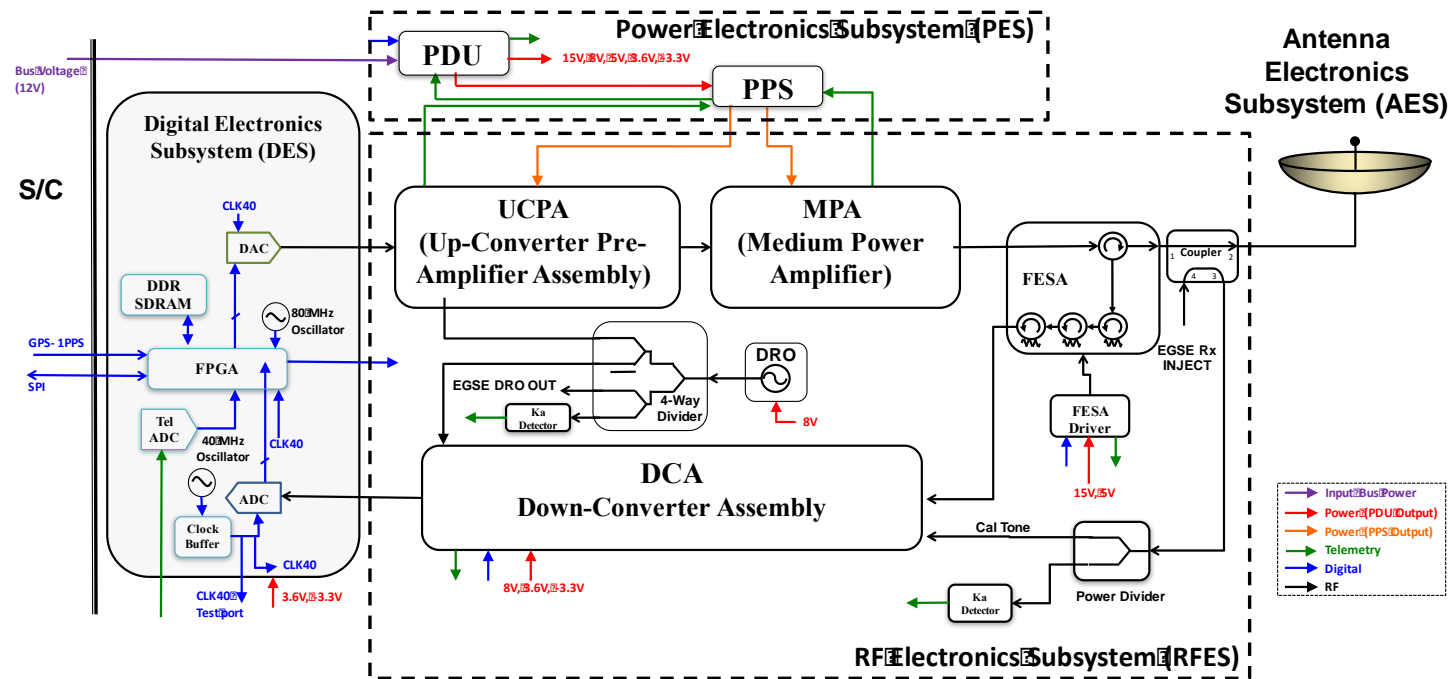 Power Electronics Subsystem (PES)
PDU
15V, 8V, 5V, 3.6V, -3.3V
PPS
Bus Voltage
(12V)
Antenna
Electronics
Subsystem (AES)
Digital Electronics
Subsystem (DES)
S/C
CLK40
DAC
DDR
SDRAM
80 MHz
Oscillator
GPS- 1PPS
FPGA
SPI
Tel
ADC
40 MHz
Oscillator
CLK40
ADC
Clock
Buffer
CLK40
CLK40
Testport
3.6V, -3.3V
UCPA
(Up-Converter Pre-
Amplifier Assembly)
MPA
(Medium Power
Amplifier)
FESA
Coupler
1
2
4
3
EGSE Rx
INJECT
DRO
8V
EGSE DRO OUT
4-Way
Divider
Ka
Detector
FESA
Driver
15V, 5V
DCA
Down-Converter Assembly
8V, 3.6V, -3.3V
Cal Tone
Power Divider
Ka
Detector
RF Electronics Subsystem (RFES)
Input Bus Power
Power (PDU Output)
Power (PPS Output)
Telemetry
Digital
RF